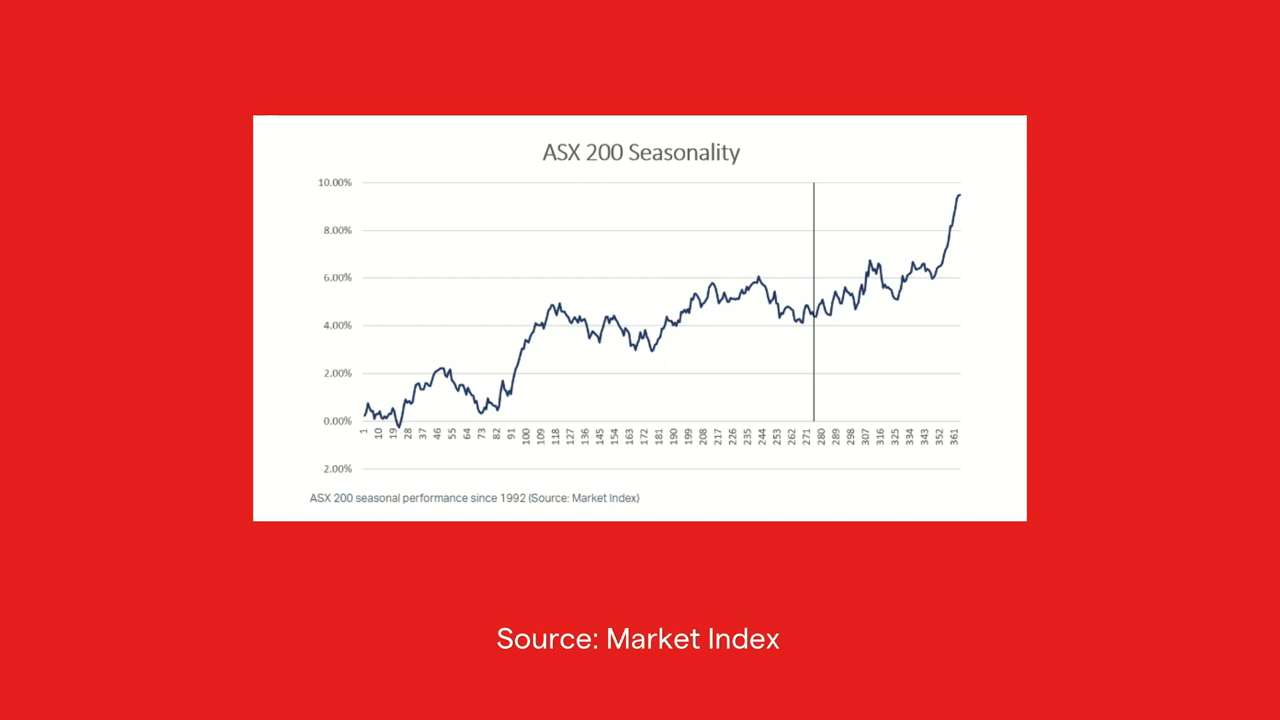 ASX 200 Seasonality
10.00%
8.00%
6.00%
4.00%
2.00%
0.00%
2.00%
1 10 19 28 37 46 55 64 73 82 91 100 109 118 127 136 145 154 163 172 181 190 199 208 217 226 235 244 253 262 271 280 289 298 307 316 325 334 343 352 361
ASX 200 seasonal performance since 1992 (Source: Market Index)
Source: Market Index